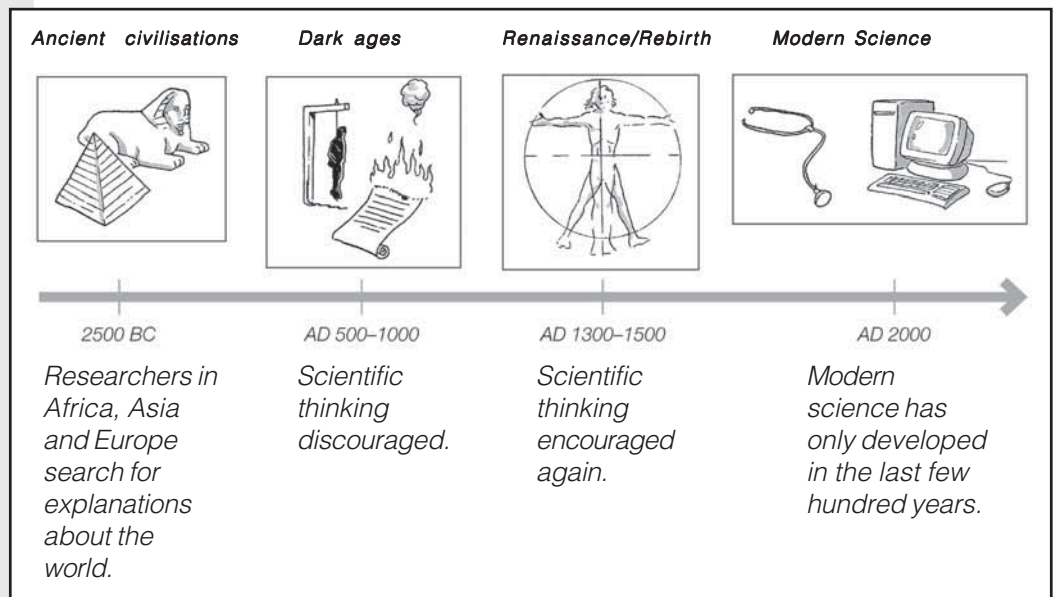 Ancient civilisations
Dark ages
Renaissance/Rebirth
Modern Science
2500 BC
AD 500–1000
AD 1300–1500
AD 2000
Researchers in
Africa, Asia
and Europe
search for
explanations
about the
world.
Scientific
thinking
discouraged.
Scientific
thinking
encouraged
again.
Modern
science has
only developed
in the last few
hundred years.